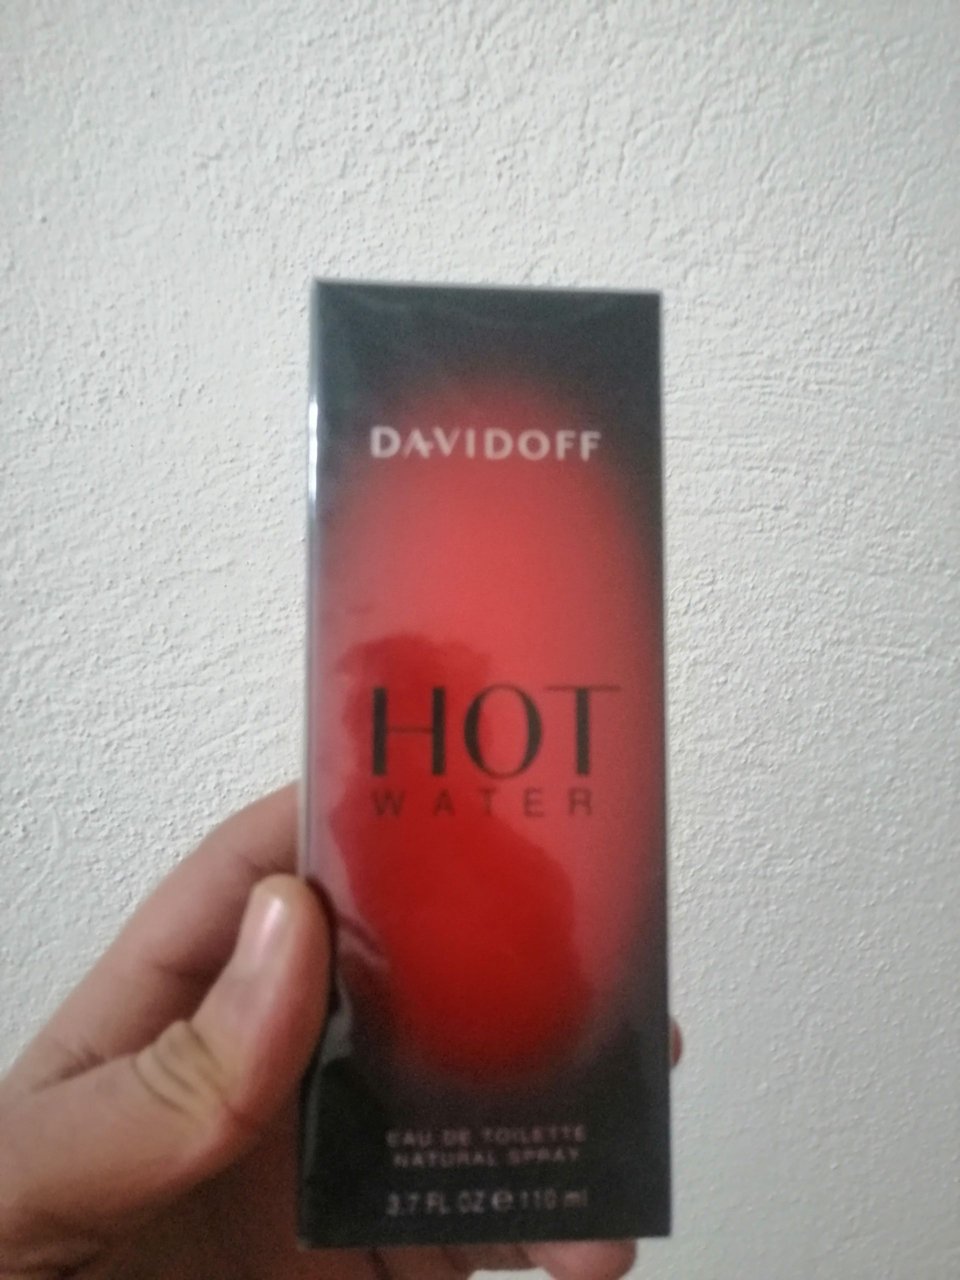 DAVIDOFF
HOT
WATER
EAU DE TOILETTE
NATURAL SPRAY
3.7 FL OZ ℮ 110 ml